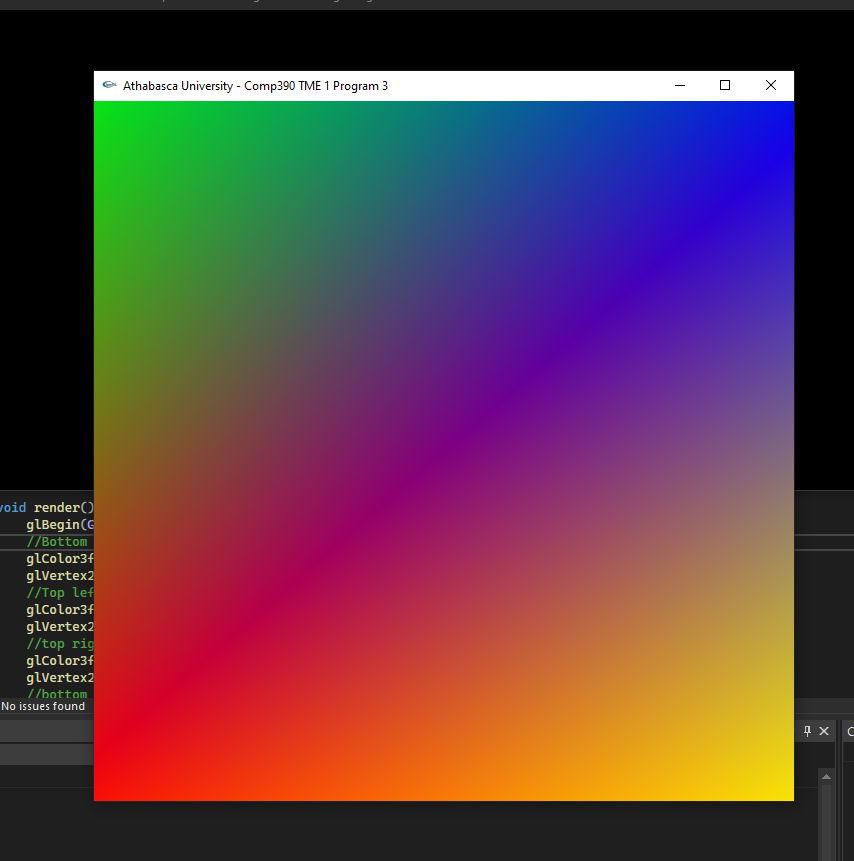 Athabasca University - Comp390 TME 1 Program 3
void render()
glBegin(G
//Bottom
glColor3f
glVertex2
//Top lef
glColor3f
glVertex2
//top rig
glColor3f
glVertex2
//bottom
No issues found